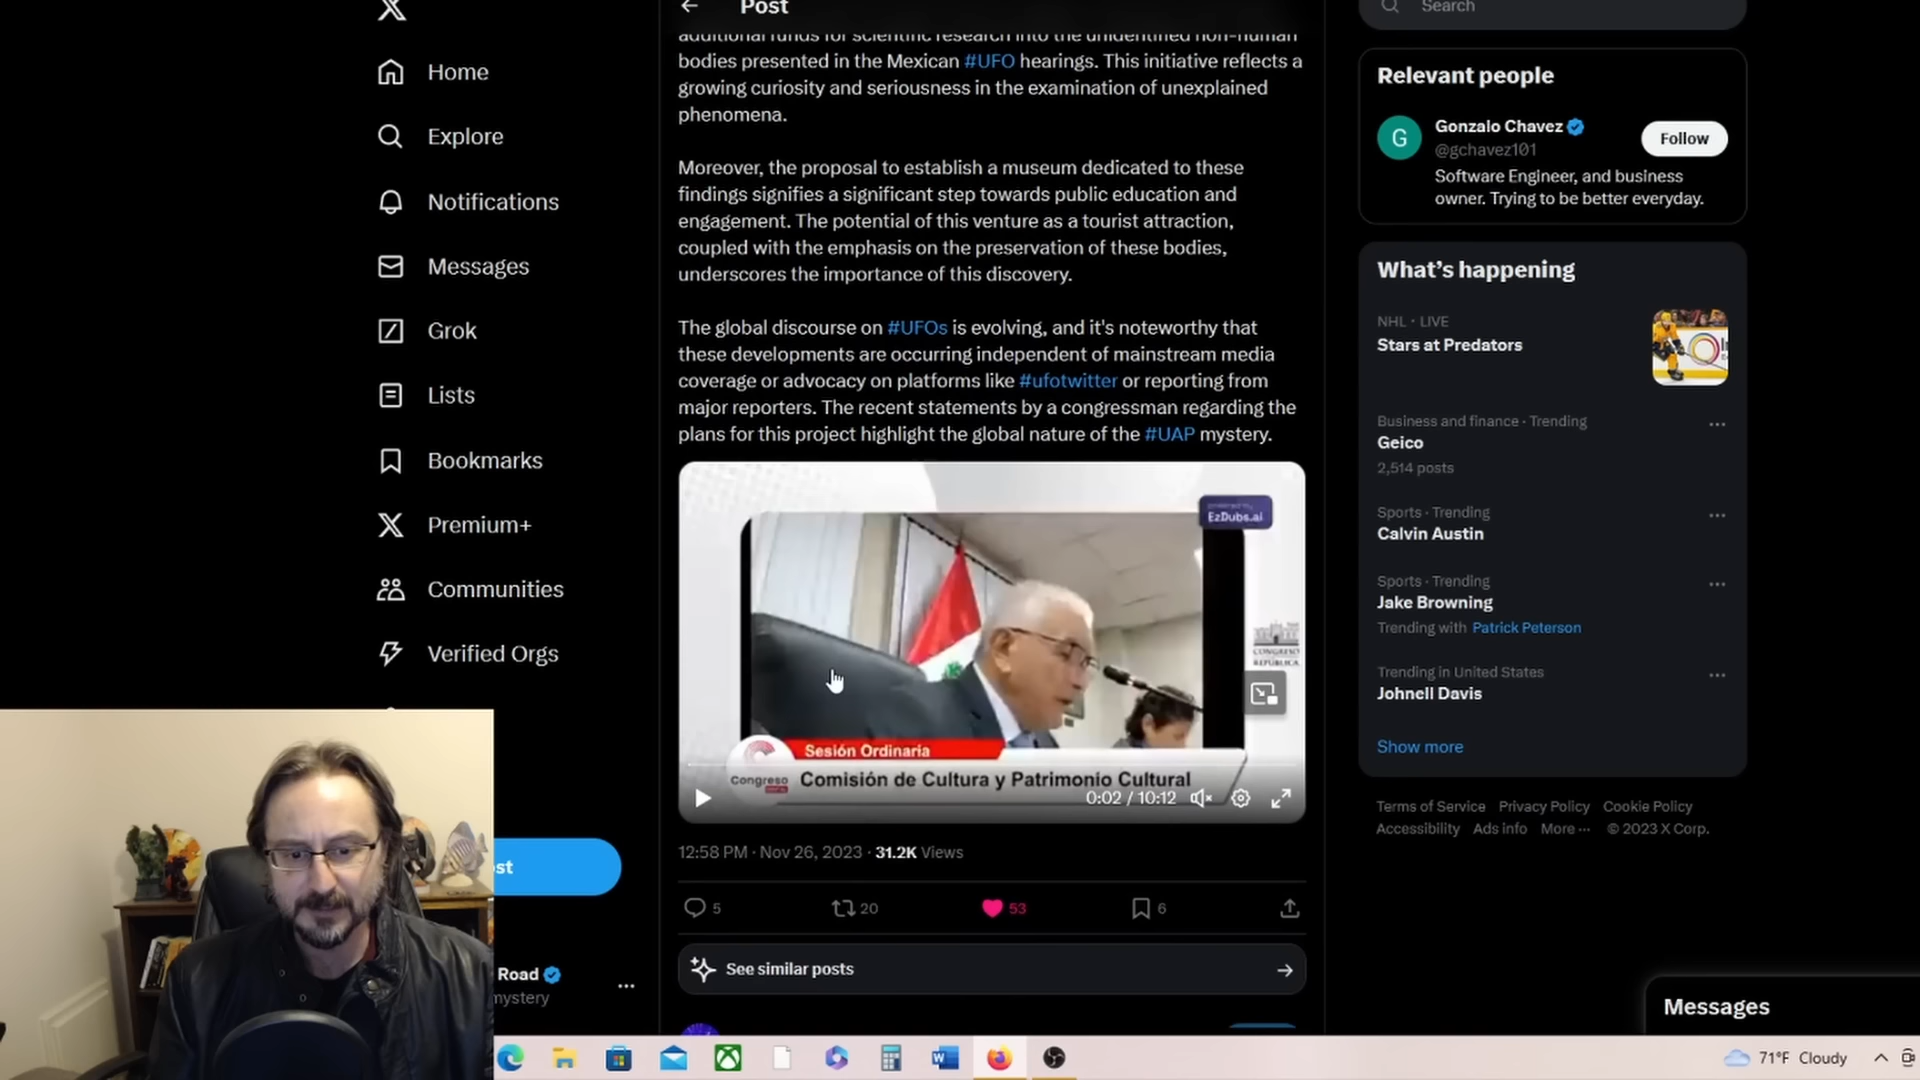 Home
Explore
Notifications
Messages
Grok
Lists
Bookmarks
Premium+
Communities
Verified Orgs
st
Road
mystery
Post
additional funds for scientific research into the unidentified non-human
bodies presented in the Mexican #UFO hearings. This initiative reflects a
growing curiosity and seriousness in the examination of unexplained
phenomena.
Moreover, the proposal to establish a museum dedicated to these
findings signifies a significant step towards public education and
engagement. The potential of this venture as a tourist attraction,
coupled with the emphasis on the preservation of these bodies,
underscores the importance of this discovery.
The global discourse on #UFOs is evolving, and it's noteworthy that
these developments are occurring independent of mainstream media
coverage or advocacy on platforms like #ufotwitter or reporting from
major reporters. The recent statements by a congressman regarding the
plans for this project highlight the global nature of the #UAP mystery.
EzDubs.ai
CONGRESO
REPÚBLICA
Sesión Ordinaria
Congreso
Comisión de Cultura y Patrimonio Cultural
0:02 / 10:12
12:58 PM · Nov 26, 2023 · 31.2K Views
5
20
53
6
See similar posts
Search
Relevant people
G
Gonzalo Chavez
@gchavez101
Follow
Software Engineer, and business
owner. Trying to be better everyday.
What's happening
NHL · LIVE
Stars at Predators
Business and finance · Trending
Geico
2,514 posts
Sports · Trending
Calvin Austin
Sports · Trending
Jake Browning
Trending with Patrick Peterson
Trending in United States
Johnell Davis
Show more
Terms of Service Privacy Policy Cookie Policy
Accessibility Ads info More ··· © 2023 X Corp.
Messages
71°F Cloudy